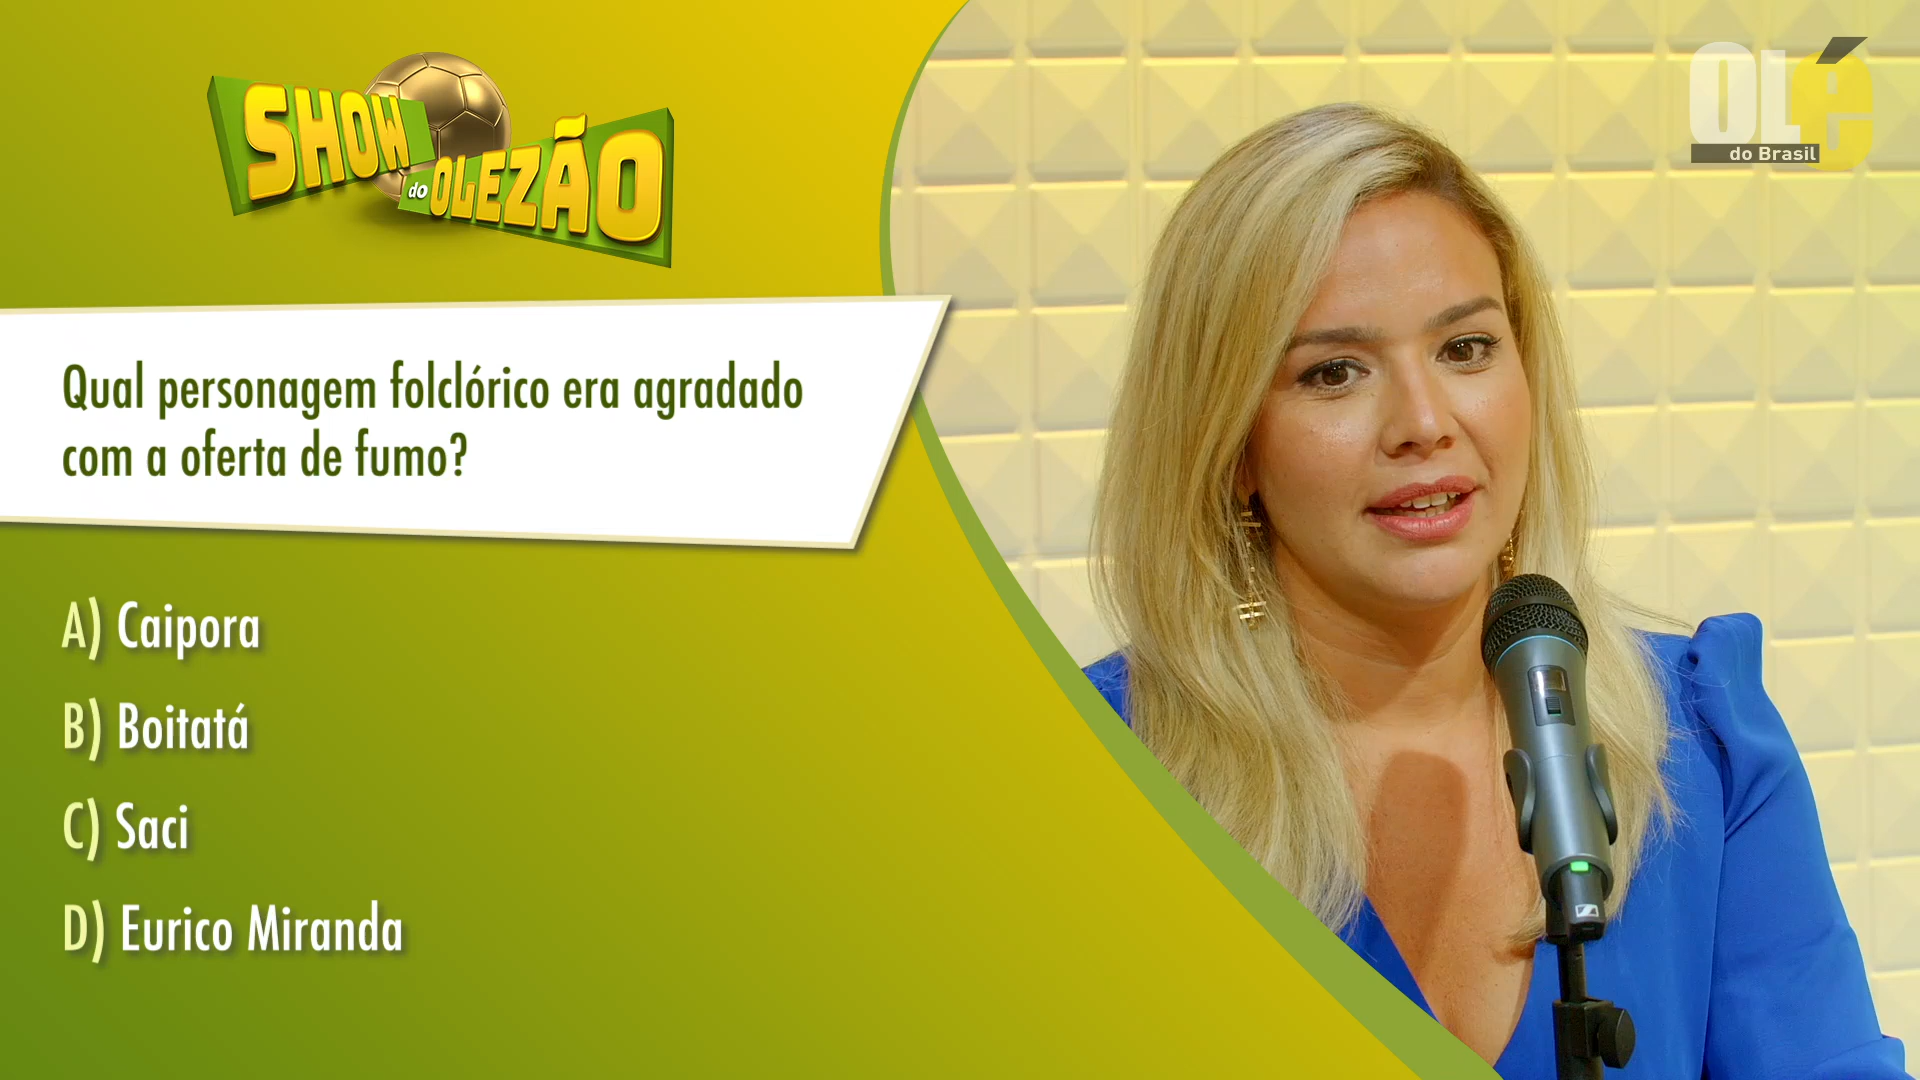 SHOW
do OLEZÃO
OLé
do Brasil
Qual personagem folclórico era agradado
com a oferta de fumo?
A) Caipora
B) Boitatá
C) Saci
D) Eurico Miranda